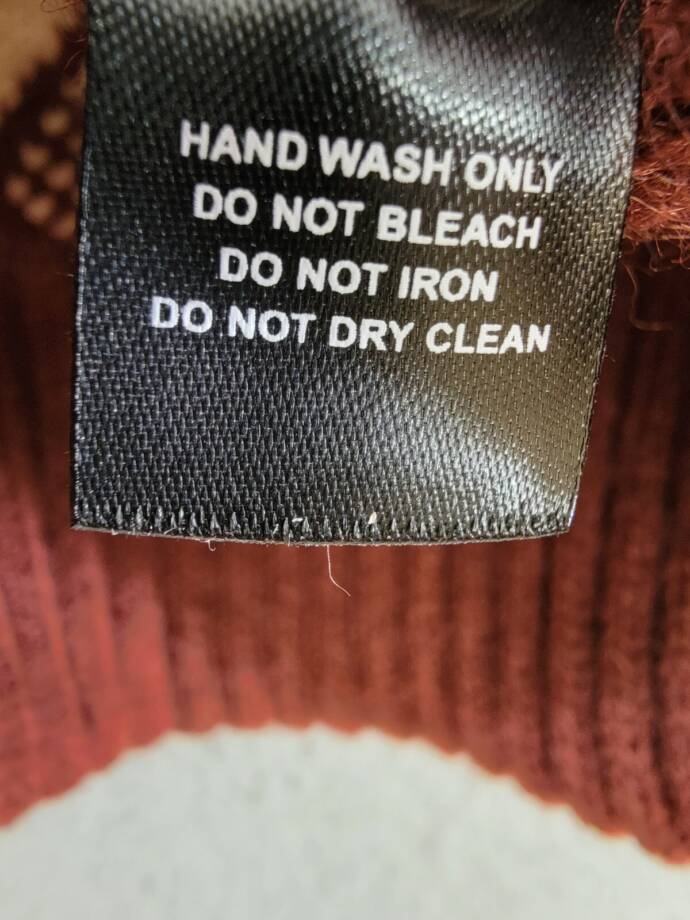 HAND WASH ONLY
DO NOT BLEACH
DO NOT IRON
DO NOT DRY CLEAN